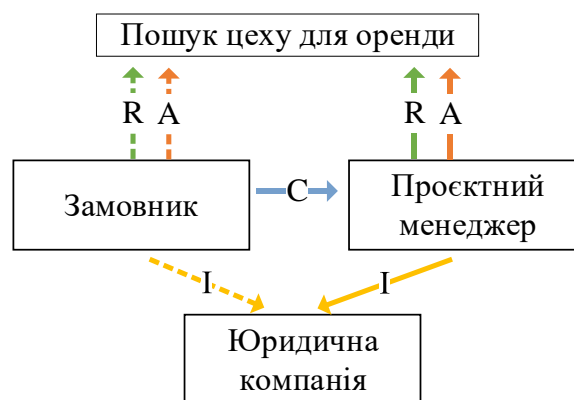 Пошук цеху для оренди
R A R A
Замовник
C
Проєктний
менеджер
I I
Юридична
компанія